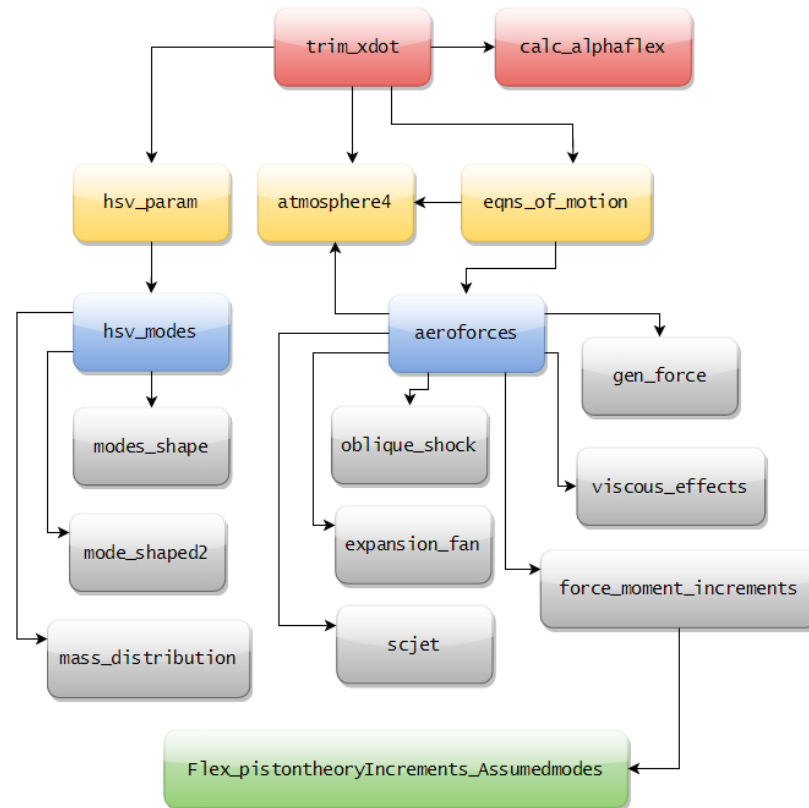 trim_xdot
calc_alphaflex
hsv_param
atmosphere4
eqns_of_motion
hsv_modes
aeroforces
gen_force
modes_shape
oblique_shock
viscous_effects
mode_shaped2
expansion_fan
force_moment_increments
mass_distribution
scjet
Flex_pistontheoryIncrements_Assumedmodes